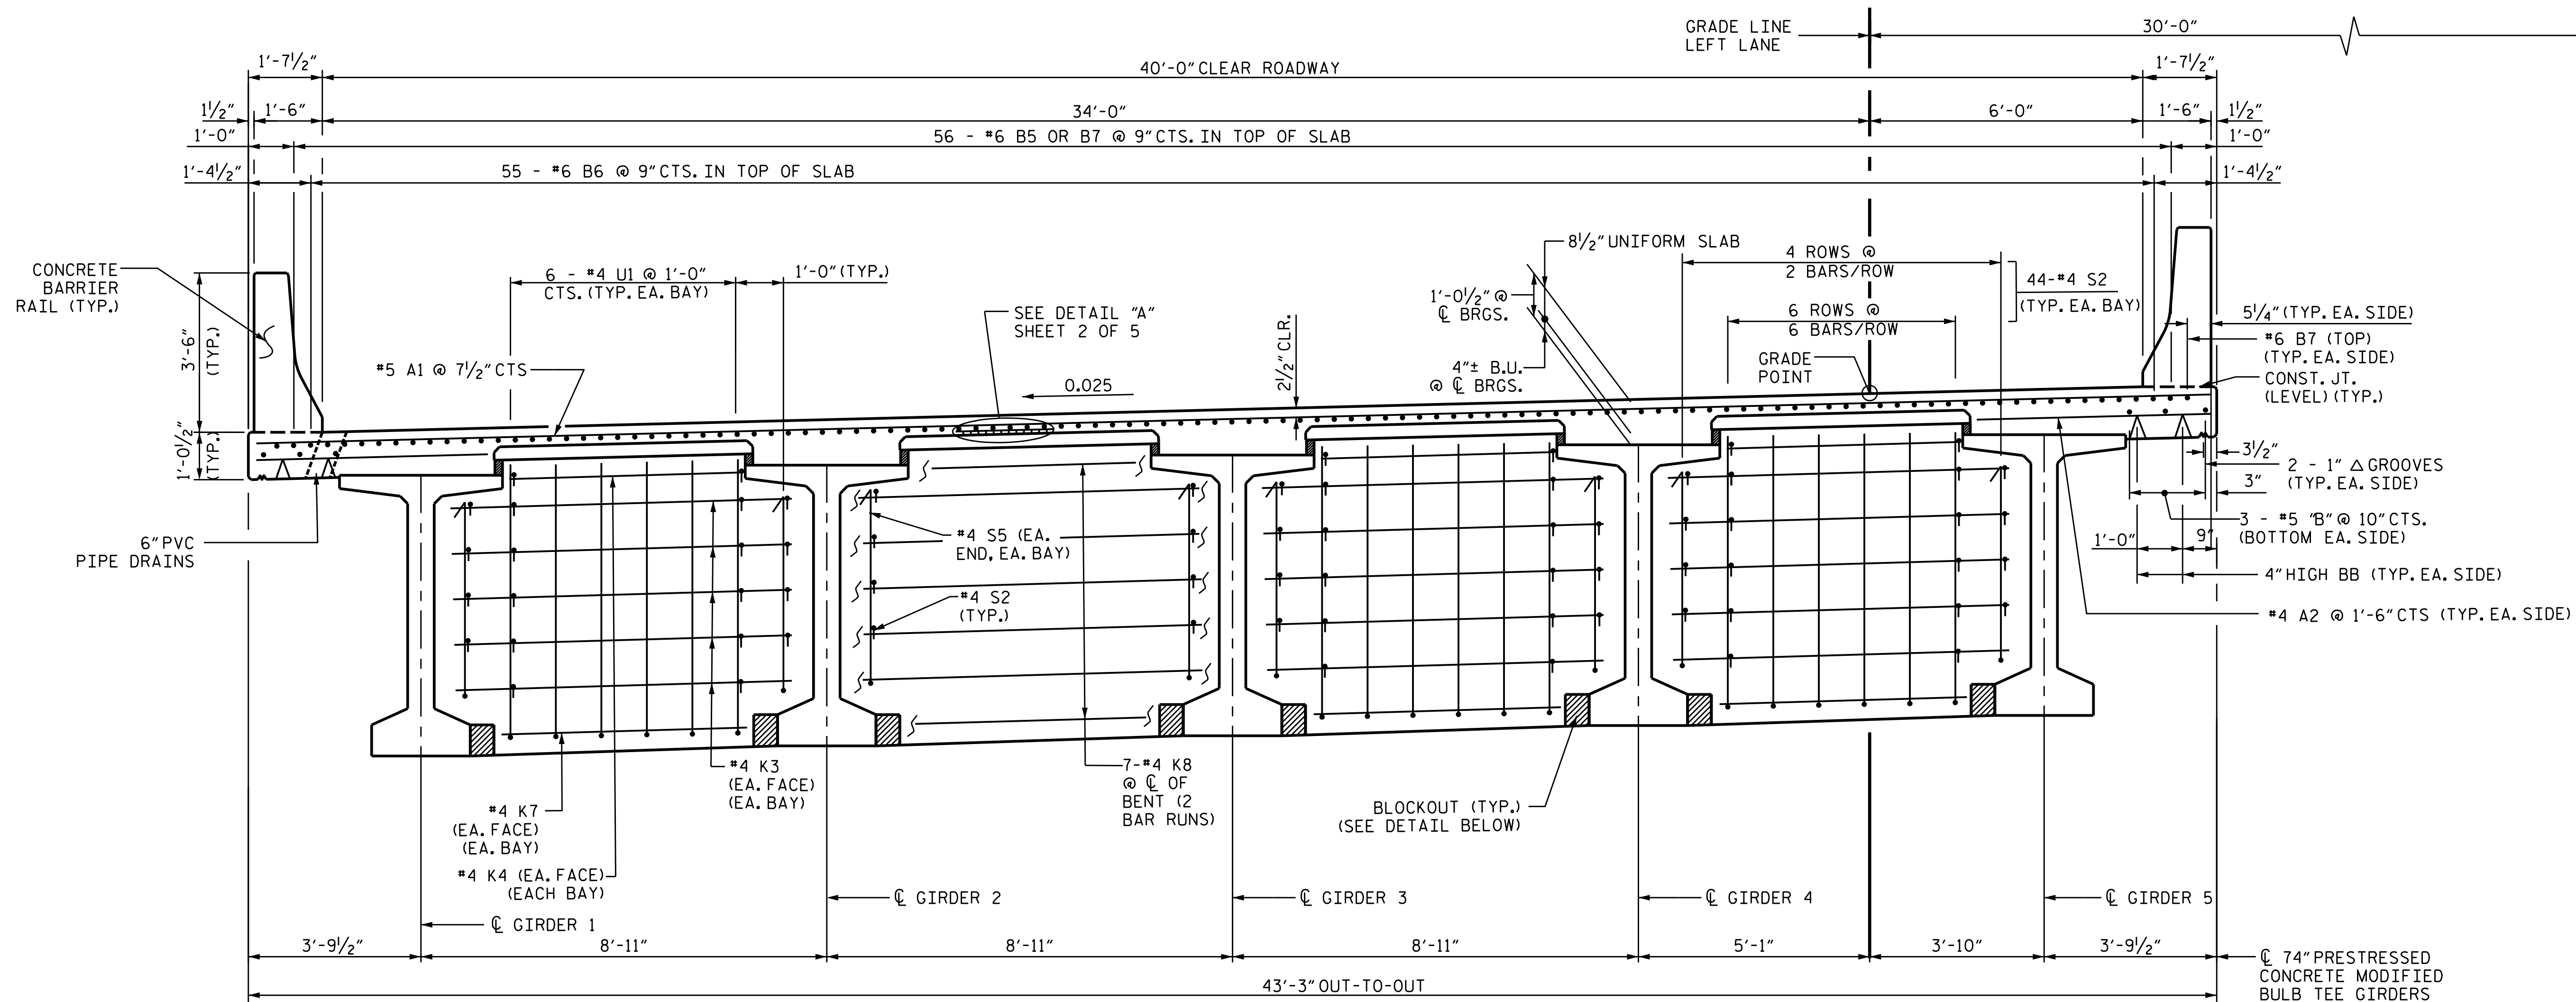 GRADE LINE
LEFT LANE
30'-0"
1'-7½"
40'-0" CLEAR ROADWAY
1'-7½"
1½"
1'-6"
34'-0"
6'-0"
1'-6"
1½"
1'-0"
56 - #6 B5 OR B7 @ 9" CTS. IN TOP OF SLAB
1'-0"
1'-4½"
55 - #6 B6 @ 9" CTS. IN TOP OF SLAB
1'-4½"
CONCRETE
BARRIER
RAIL (TYP.)
3'-6"
(TYP.)
1'-0½"
(TYP.)
6 - #4 U1 @ 1'-0"
CTS. (TYP. EA. BAY)
1'-0" (TYP.)
#5 A1 @ 7½" CTS
SEE DETAIL "A"
SHEET 2 OF 5
0.025
2½" CLR.
8½" UNIFORM SLAB
1'-0½" @
℄ BRGS.
4"± B.U.
@ ℄ BRGS.
4 ROWS @
2 BARS/ROW
6 ROWS @
6 BARS/ROW
44-#4 S2
(TYP. EA. BAY)
GRADE
POINT
5¼" (TYP. EA. SIDE)
#6 B7 (TOP)
(TYP. EA. SIDE)
CONST. JT.
(LEVEL) (TYP.)
3½"
2 - 1" △ GROOVES
(TYP. EA. SIDE)
3"
3 - #5 "B" @ 10" CTS.
(BOTTOM EA. SIDE)
1'-0"
9"
4" HIGH BB (TYP. EA. SIDE)
#4 A2 @ 1'-6" CTS (TYP. EA. SIDE)
6" PVC
PIPE DRAINS
#4 S5 (EA.
END, EA. BAY)
#4 S2
(TYP.)
#4 K3
(EA. FACE)
(EA. BAY)
#4 K7
(EA. FACE)
(EA. BAY)
#4 K4 (EA. FACE)
(EACH BAY)
7-#4 K8
@ ℄ OF
BENT (2
BAR RUNS)
BLOCKOUT (TYP.)
(SEE DETAIL BELOW)
℄ GIRDER 1
℄ GIRDER 2
℄ GIRDER 3
℄ GIRDER 4
℄ GIRDER 5
3'-9½"
8'-11"
8'-11"
8'-11"
5'-1"
3'-10"
3'-9½"
℄ 74" PRESTRESSED
CONCRETE MODIFIED
BULB TEE GIRDERS
43'-3" OUT-TO-OUT